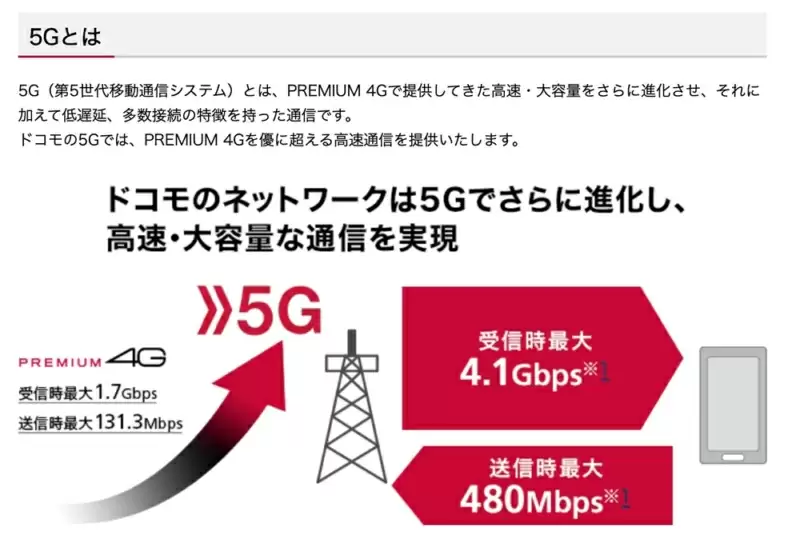 5Gとは
5G（第5世代移動通信システム）とは、PREMIUM 4Gで提供してきた高速・大容量をさらに進化させ、それに
加えて低遅延、多数接続の特徴を持った通信です。
ドコモの5Gでは、PREMIUM 4Gを優に超える高速通信を提供いたします。
ドコモのネットワークは5Gでさらに進化し、
高速・大容量な通信を実現
5G
PREMIUM 4G
受信時最大1.7Gbps
送信時最大131.3Mbps
受信時最大
4.1Gbps※1
送信時最大
480Mbps※1